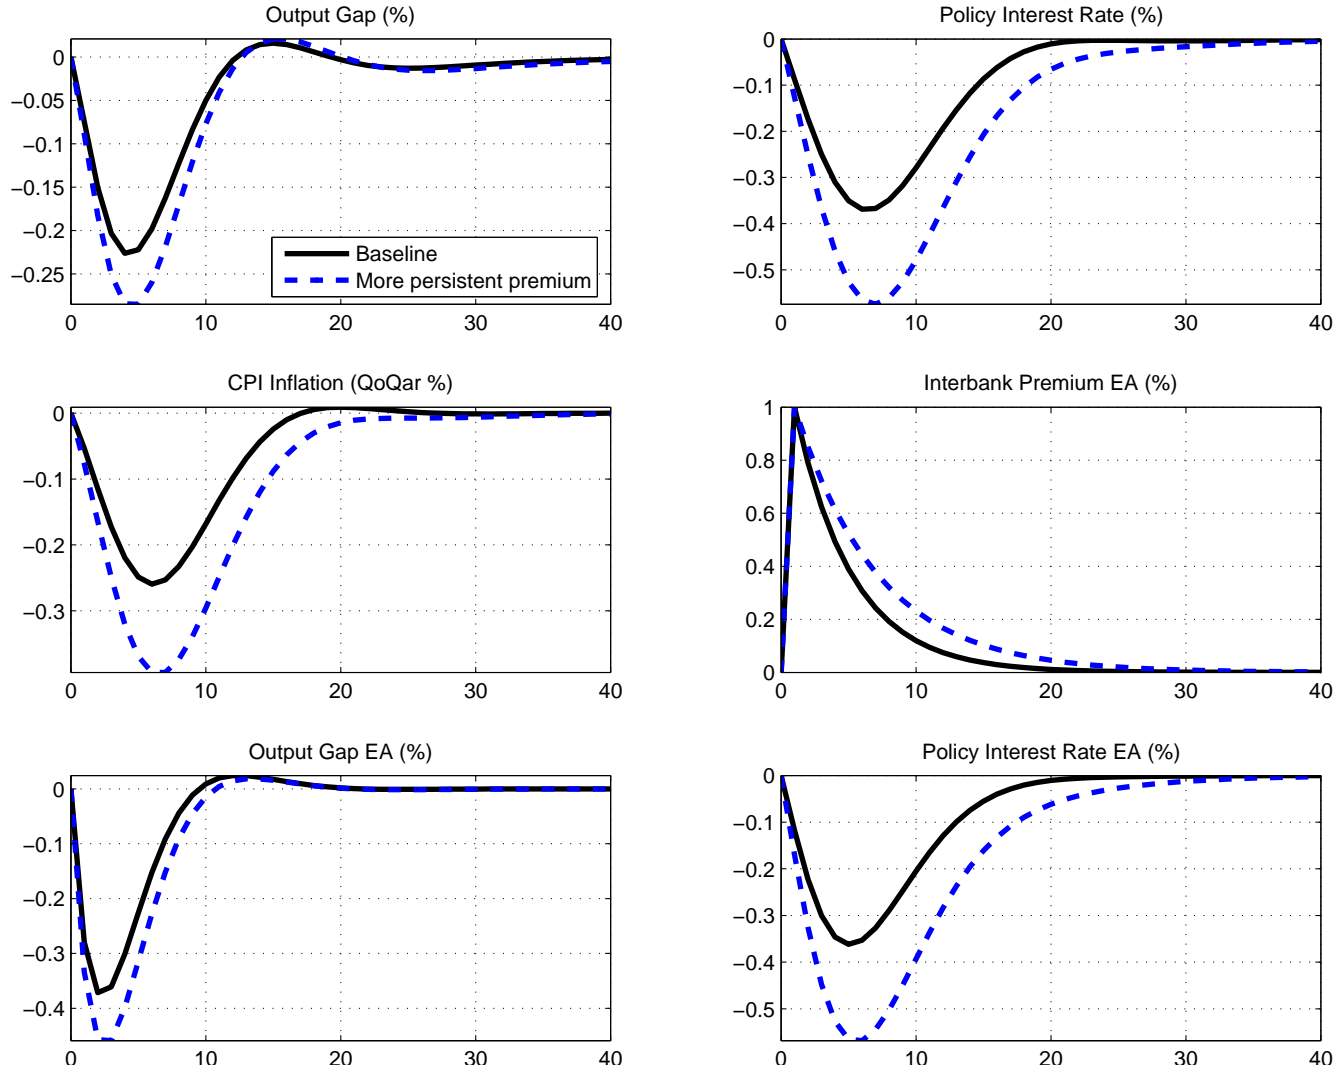 Output Gap (%)
0
−0.05
−0.1
−0.15
−0.2
−0.25
Baseline
More persistent premium
0 10 20 30 40
Policy Interest Rate (%)
0
−0.1
−0.2
−0.3
−0.4
−0.5
0 10 20 30 40
CPI Inflation (QoQar %)
0
−0.1
−0.2
−0.3
0 10 20 30 40
Interbank Premium EA (%)
1
0.8
0.6
0.4
0.2
0
0 10 20 30 40
Output Gap EA (%)
0
−0.1
−0.2
−0.3
−0.4
0 10 20 30 40
Policy Interest Rate EA (%)
0
−0.1
−0.2
−0.3
−0.4
−0.5
0 10 20 30 40